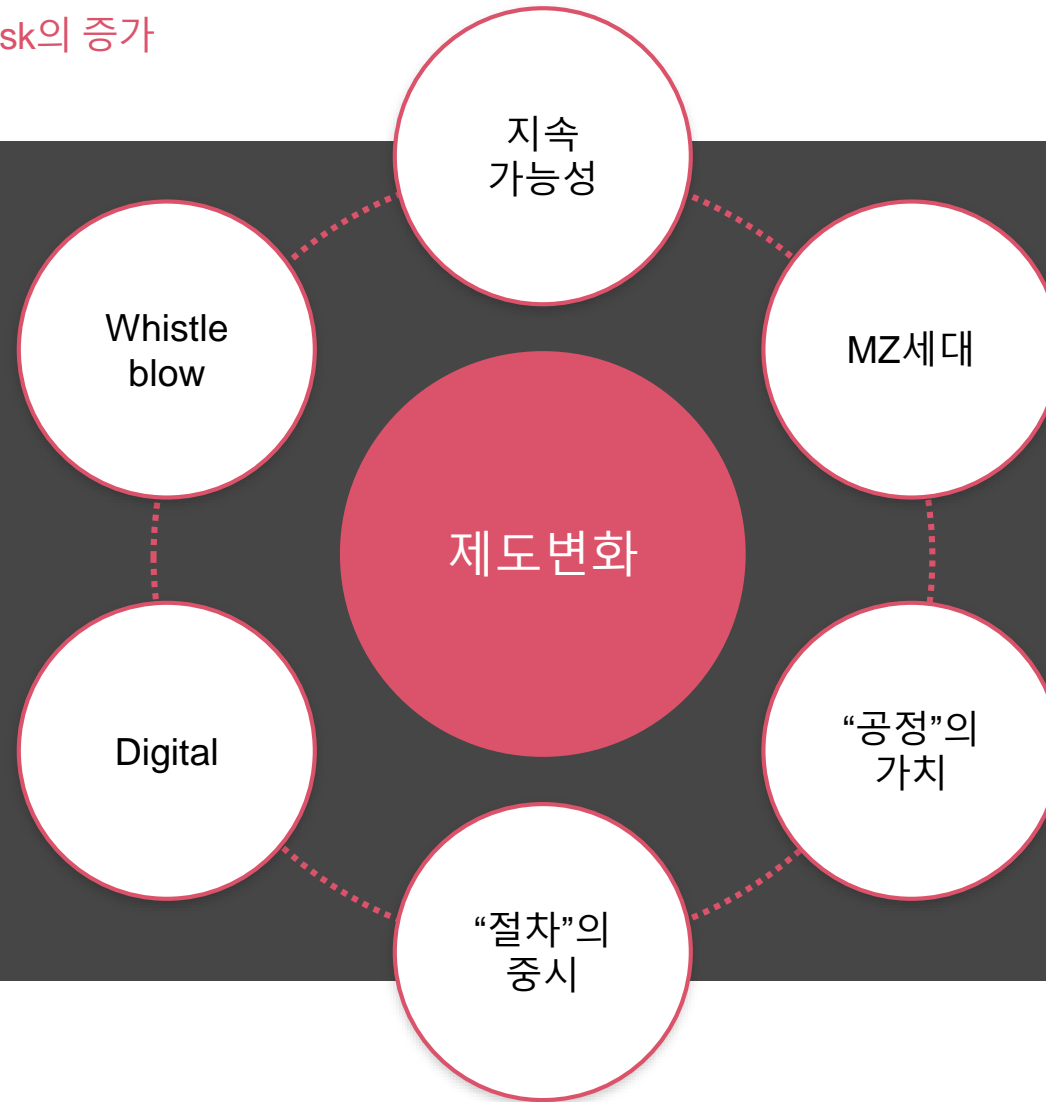 sk의 증가
지속
가능성
Whistle
blow
MZ세대
제도변화
Digital
“공정”의
가치
“절차”의
중시